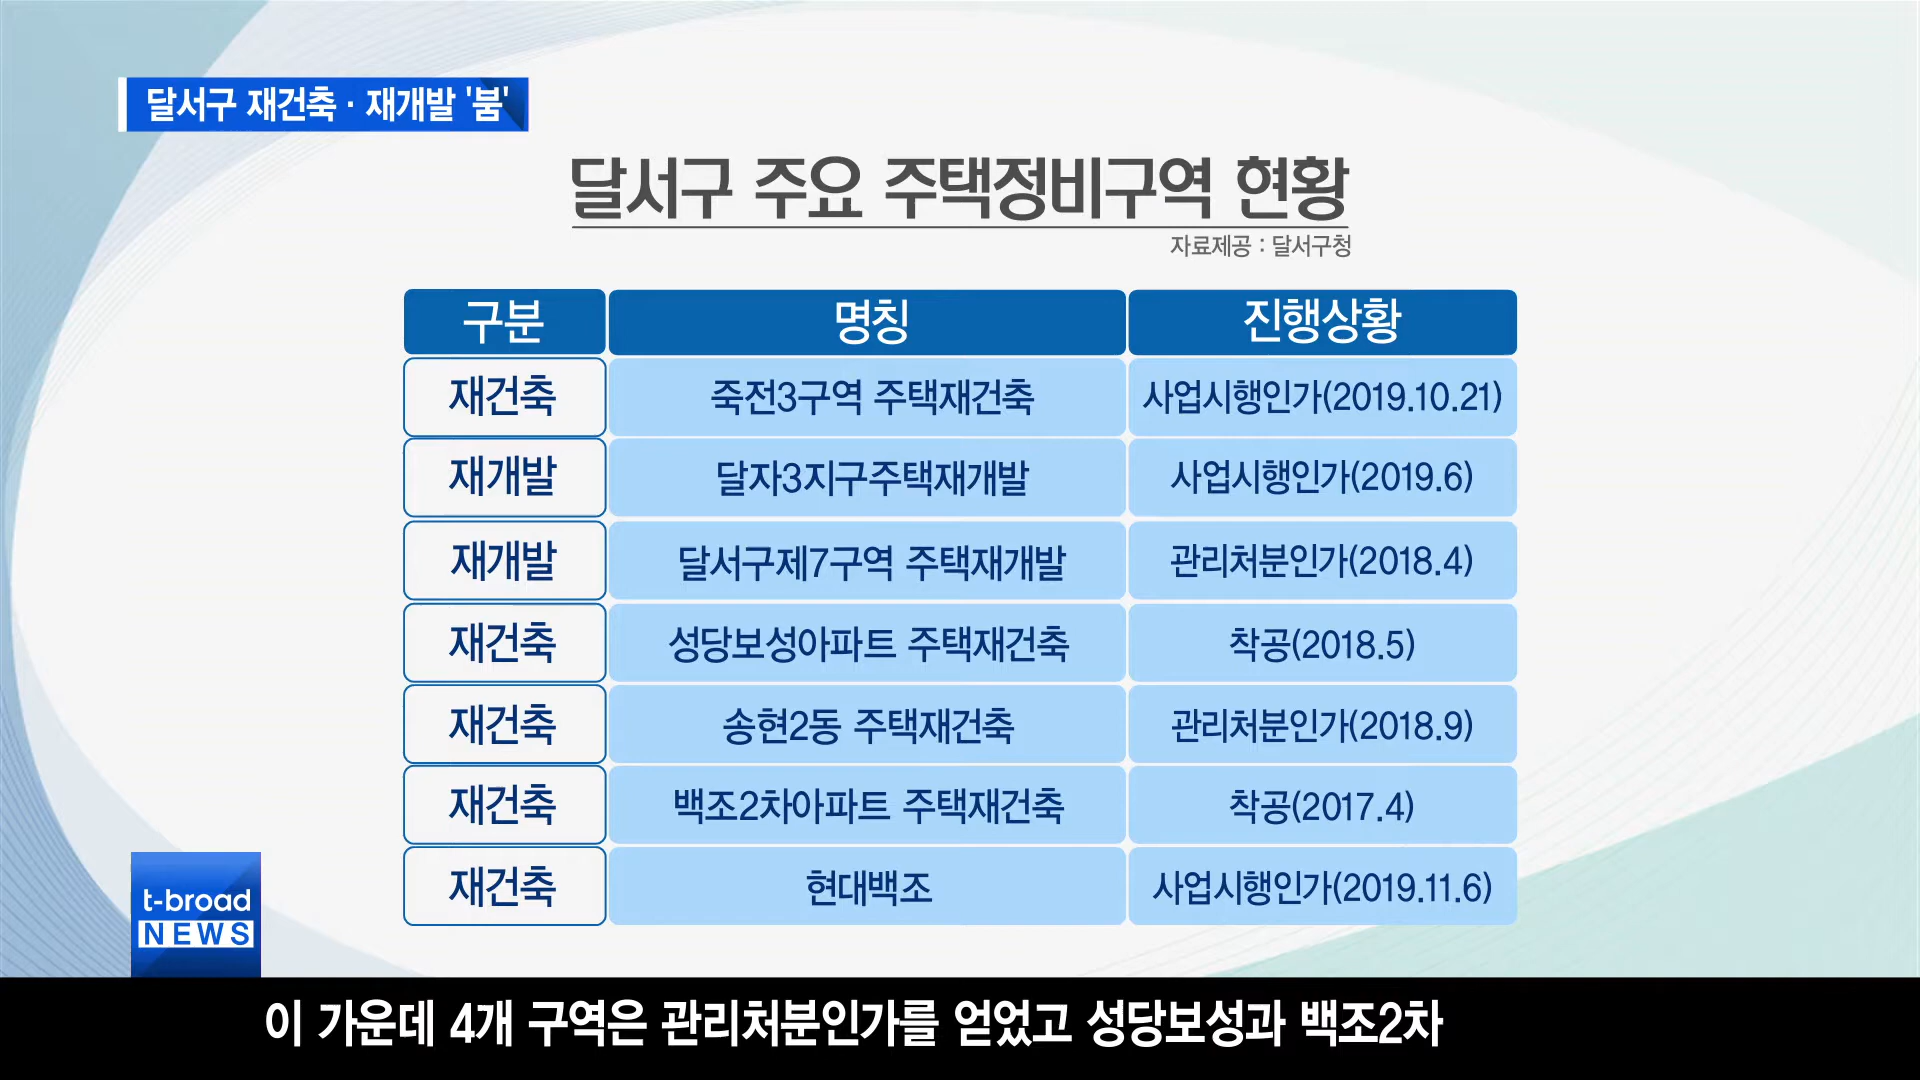 달서구 재건축 · 재개발 '붐'
달서구 주요 주택정비구역 현황
자료제공 : 달서구청
구분 명칭 진행상황
재건축 죽전3구역 주택재건축 사업시행인가(2019.10.21)
재개발 달자3지구주택재개발 사업시행인가(2019.6)
재개발 달서구제7구역 주택재개발 관리처분인가(2018.4)
재건축 성당보성아파트 주택재건축 착공(2018.5)
재건축 송현2동 주택재건축 관리처분인가(2018.9)
재건축 백조2차아파트 주택재건축 착공(2017.4)
재건축 현대백조 사업시행인가(2019.11.6)
t-broad
NEWS
이 가운데 4개 구역은 관리처분인가를 얻었고 성당보성과 백조2차